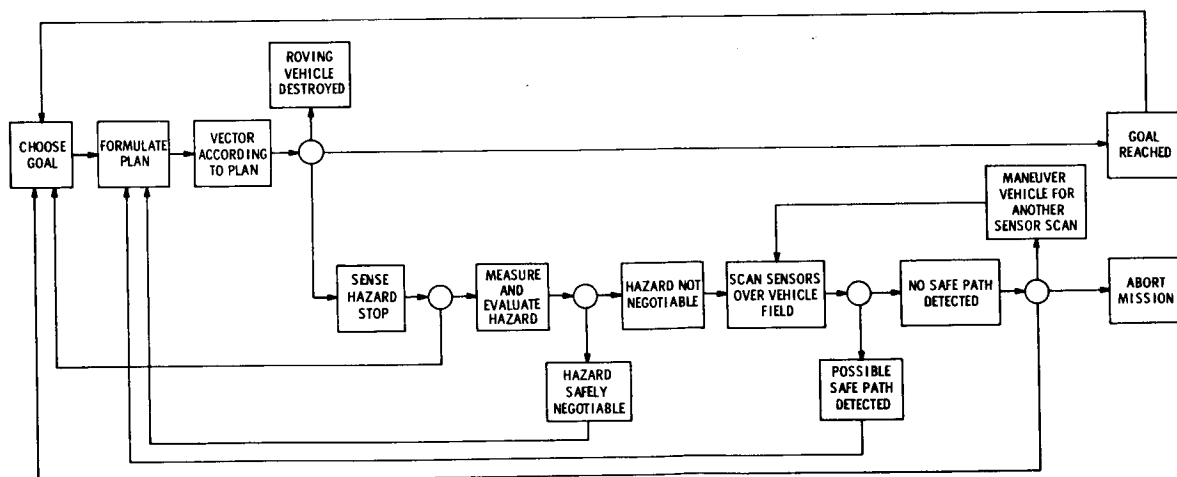 ROVING
VEHICLE
DESTROYED
CHOOSE
GOAL
FORMULATE
PLAN
VECTOR
ACCORDING
TO PLAN
GOAL
REACHED
MANEUVER
VEHICLE FOR
ANOTHER
SENSOR SCAN
SENSE
HAZARD
STOP
MEASURE
AND
EVALUATE
HAZARD
HAZARD NOT
NEGOTIABLE
SCAN SENSORS
OVER VEHICLE
FIELD
NO SAFE PATH
DETECTED
ABORT
MISSION
HAZARD
SAFELY
NEGOTIABLE
POSSIBLE
SAFE PATH
DETECTED